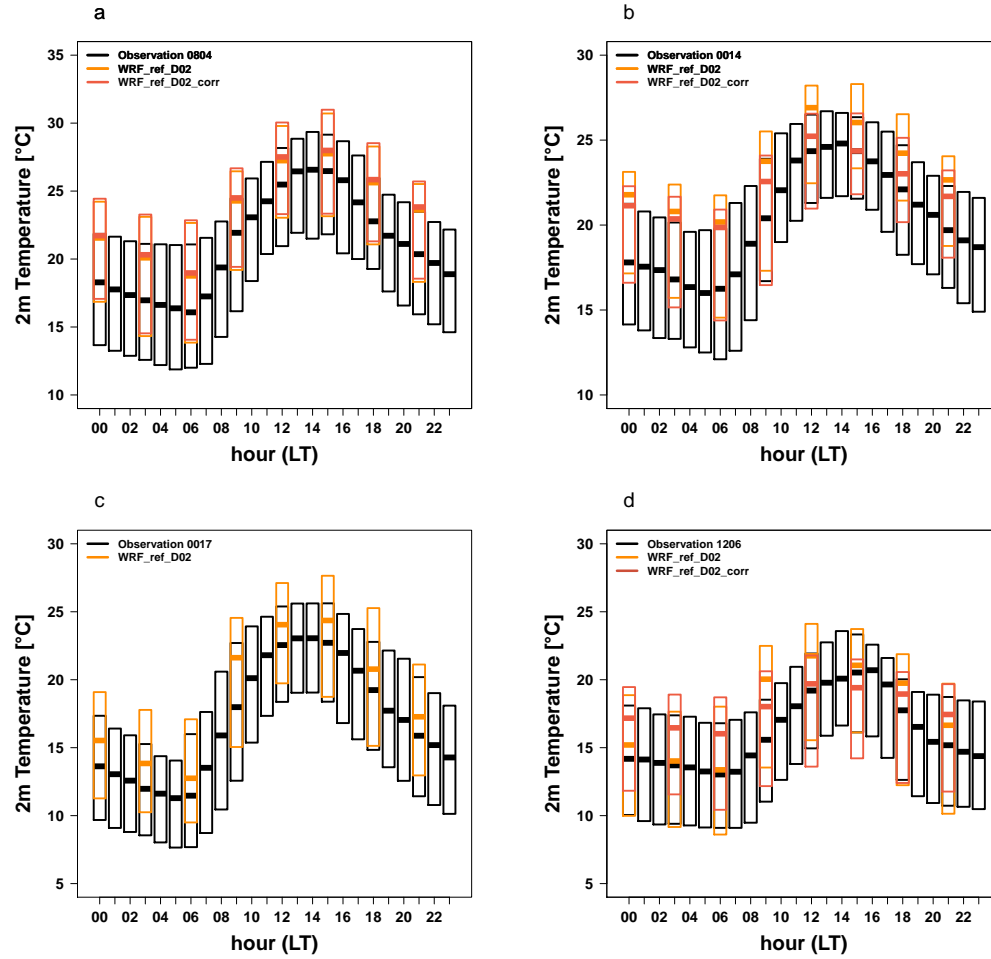 a
Observation 0804
WRF_ref_D02
WRF_ref_D02_corr
2m Temperature [°C]
35
30
25
20
15
10
00 02 04 06 08 10 12 14 16 18 20 22
hour (LT)
b
Observation 0014
WRF_ref_D02
WRF_ref_D02_corr
2m Temperature [°C]
30
25
20
15
10
00 02 04 06 08 10 12 14 16 18 20 22
hour (LT)
c
Observation 0017
WRF_ref_D02
2m Temperature [°C]
30
25
20
15
10
5
00 02 04 06 08 10 12 14 16 18 20 22
hour (LT)
d
Observation 1206
WRF_ref_D02
WRF_ref_D02_corr
2m Temperature [°C]
30
25
20
15
10
5
00 02 04 06 08 10 12 14 16 18 20 22
hour (LT)